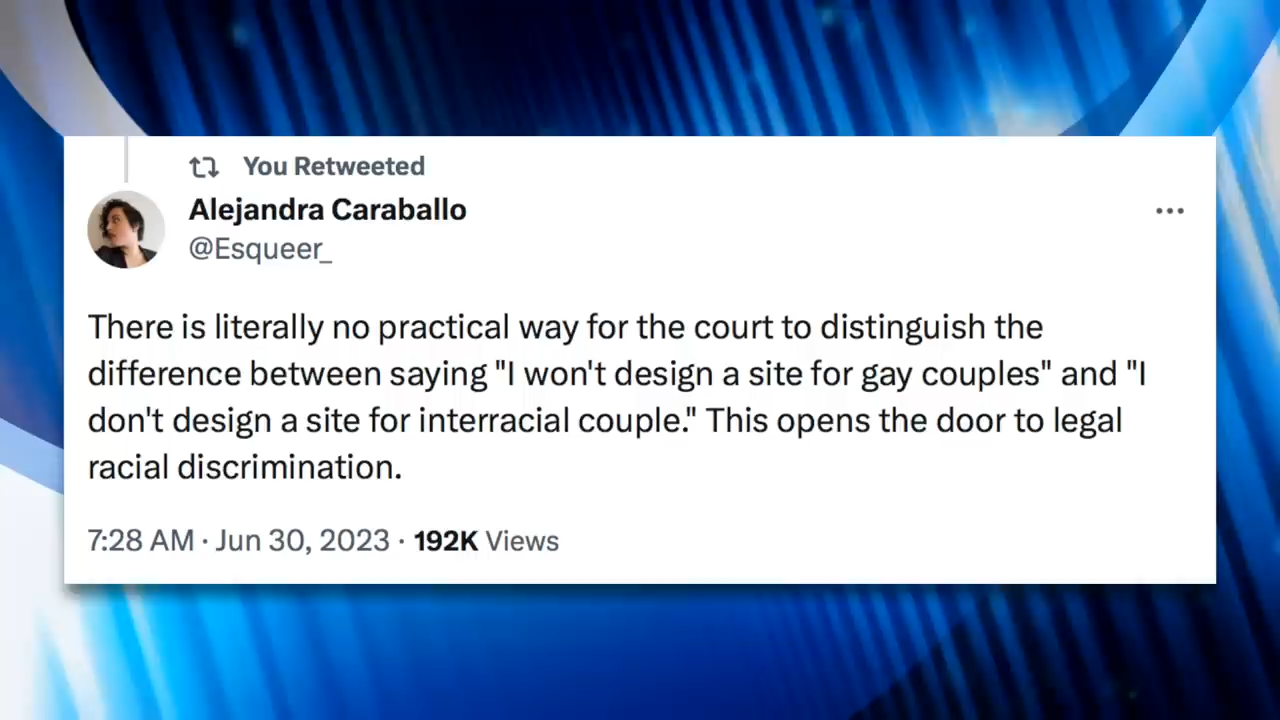 You Retweeted
Alejandra Caraballo
@Esqueer_
There is literally no practical way for the court to distinguish the
difference between saying "I won't design a site for gay couples" and "I
don't design a site for interracial couple." This opens the door to legal
racial discrimination.
7:28 AM · Jun 30, 2023 · 192K Views